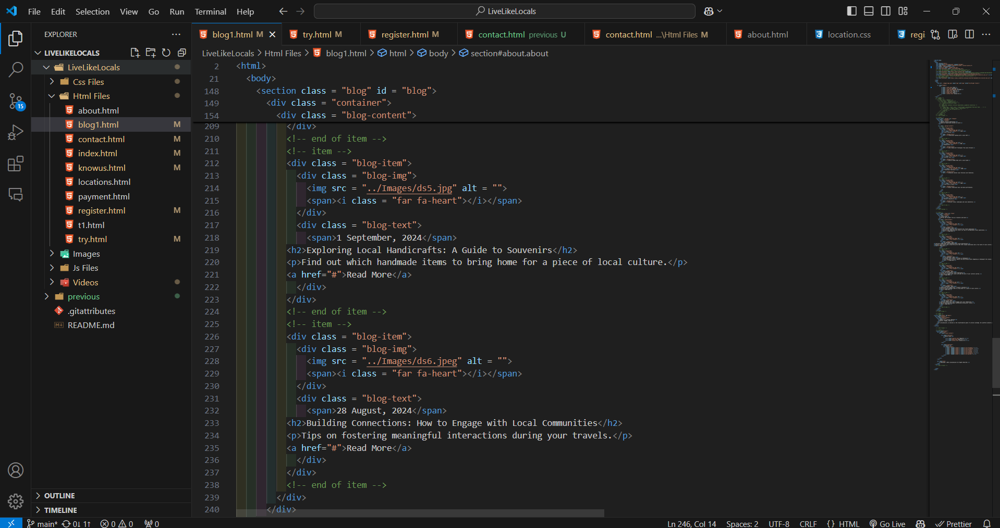 File Edit Selection View Go Run Terminal Help LiveLikeLocals
EXPLORER
LIVELIKELOCALS
LiveLikeLocals
Css Files
Html Files
about.html
blog1.html M
contact.html M
index.html M
knowus.html M
locations.html
payment.html
register.html M
t1.html
try.html M
Images
Js Files
Videos
previous
.gitattributes
README.md
OUTLINE
TIMELINE
blog1.html M try.html M register.html M contact.html previous U contact.html ...\Html Files M about.html location.css regi
LiveLikeLocals > Html Files > blog1.html > html > body > section#about.about
2 <html>
21 <body>
148 <section class = "blog" id = "blog">
149 <div class = "container">
154 <div class = "blog-content">
209 </div>
210 <!-- end of item -->
211 <!-- item -->
212 <div class = "blog-item">
213 <div class = "blog-img">
214 <img src = "../Images/ds5.jpg" alt = "">
215 <span><i class = "far fa-heart"></i></span>
216 </div>
217 <div class = "blog-text">
218 <span>1 September, 2024</span>
219 <h2>Exploring Local Handicrafts: A Guide to Souvenirs</h2>
220 <p>Find out which handmade items to bring home for a piece of local culture.</p>
221 <a href="#">Read More</a>
222 </div>
223 </div>
224 <!-- end of item -->
225 <!-- item -->
226 <div class = "blog-item">
227 <div class = "blog-img">
228 <img src = "../Images/ds6.jpeg" alt = "">
229 <span><i class = "far fa-heart"></i></span>
230 </div>
231 <div class = "blog-text">
232 <span>28 August, 2024</span>
233 <h2>Building Connections: How to Engage with Local Communities</h2>
234 <p>Tips on fostering meaningful interactions during your travels.</p>
235 <a href="#">Read More</a>
236 </div>
237 </div>
238 <!-- end of item -->
239 </div>
240 </div>
15
main* 0↓ 1↑ 0 0 0 Ln 246, Col 14 Spaces: 2 UTF-8 CRLF {} HTML Go Live Prettier